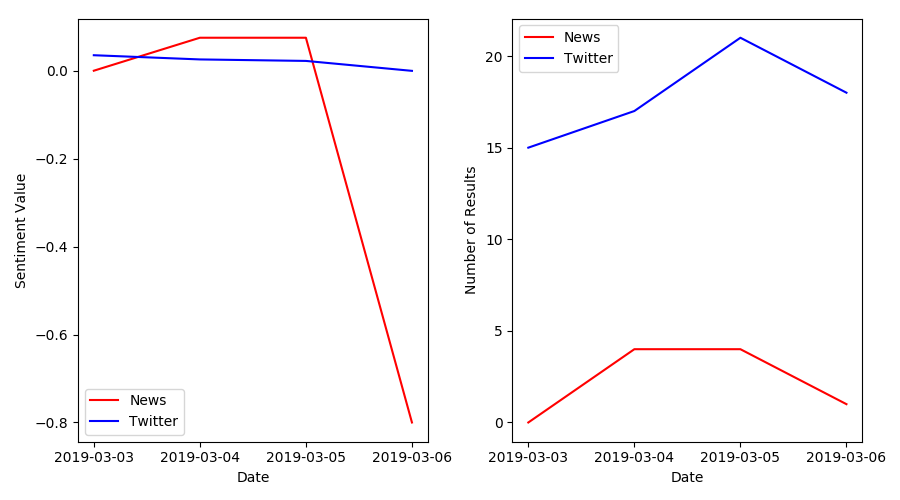 0.0
−0.2
−0.4
−0.6
−0.8
Sentiment Value
News
Twitter
2019-03-03 2019-03-04 2019-03-05 2019-03-06
Date
News
Twitter
20
15
10
5
0
Number of Results
2019-03-03 2019-03-04 2019-03-05 2019-03-06
Date